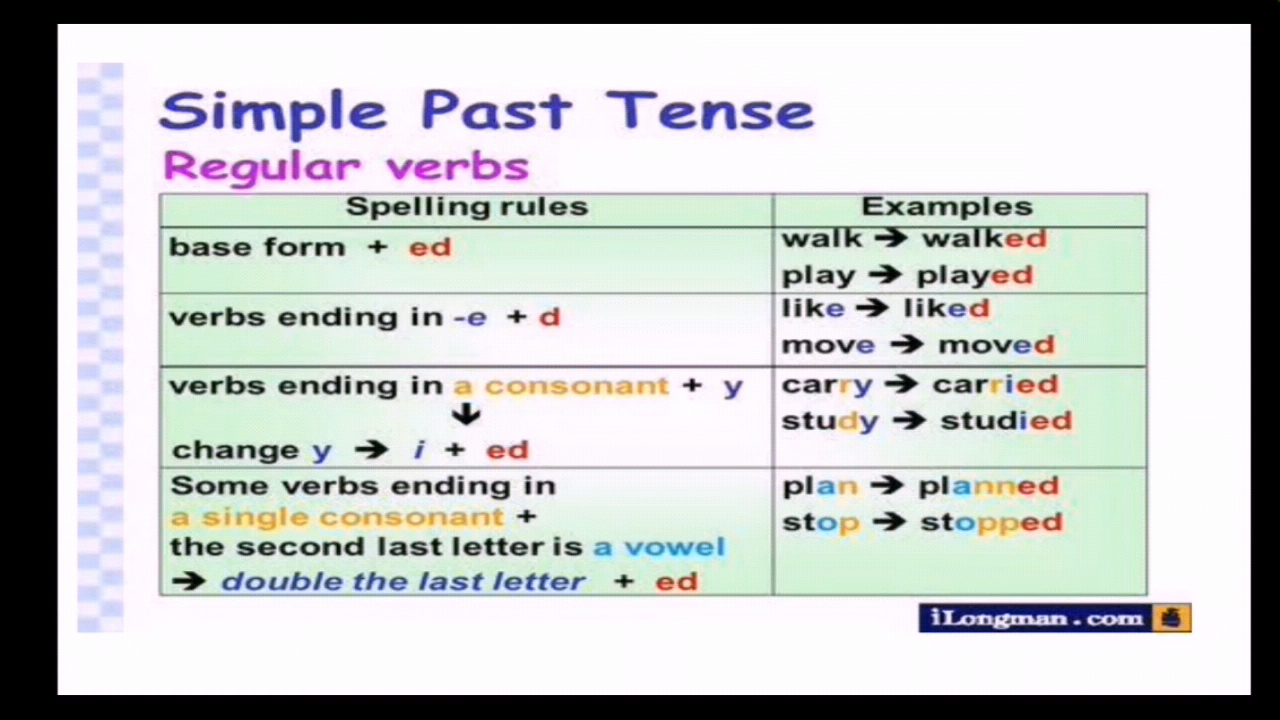 Simple Past Tense
Regular verbs
Spelling rules
Examples
base form + ed
walk → walked
play → played
verbs ending in -e + d
like → liked
move → moved
verbs ending in a consonant + y
↓
change y → i + ed
carry → carried
study → studied
Some verbs ending in
a single consonant +
the second last letter is a vowel
→ double the last letter + ed
plan → planned
stop → stopped
iLongman.com